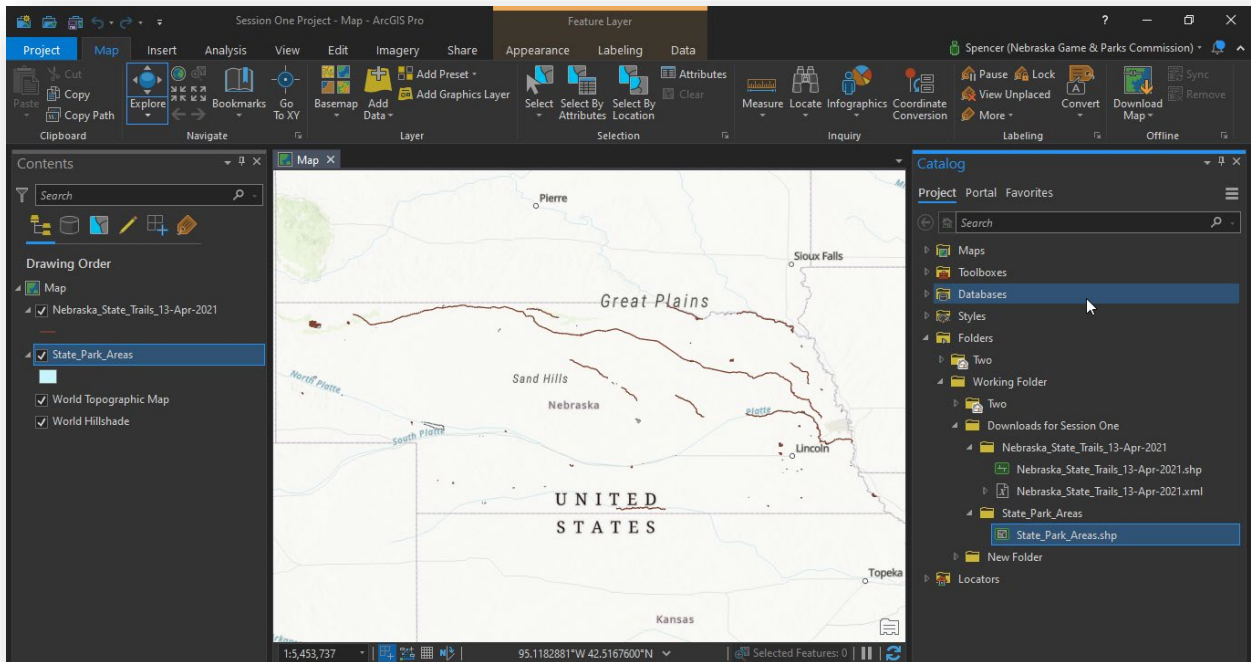 Session One Project - Map - ArcGIS Pro
Feature Layer
?
Project Map Insert Analysis View Edit Imagery Share Appearance Labeling Data
Spencer (Nebraska Game & Parks Commission)
Paste
Cut
Copy
Copy Path
Clipboard
Explore
Bookmarks
Go To XY
Navigate
Basemap
Add Data
Add Preset
Add Graphics Layer
Layer
Select
Select By Attributes
Select By Location
Attributes
Clear
Selection
Measure
Locate
Infographics
Coordinate Conversion
Inquiry
Pause
Lock
View Unplaced
More
Convert
Labeling
Download Map
Sync
Remove
Offline
Contents
Search
Drawing Order
Map
Nebraska_State_Trails_13-Apr-2021
State_Park_Areas
World Topographic Map
World Hillshade
Map
Pierre
Sioux Falls
Great Plains
North Platte
Sand Hills
Nebraska
Platte
South Platte
Lincoln
UNITED
STATES
Topeka
Kansas
1:5,453,737
95.1182881°W 42.5167600°N
Selected Features: 0
Catalog
Project Portal Favorites
Search
Maps
Toolboxes
Databases
Styles
Folders
Two
Working Folder
Two
Downloads for Session One
Nebraska_State_Trails_13-Apr-2021
Nebraska_State_Trails_13-Apr-2021.shp
Nebraska_State_Trails_13-Apr-2021.xml
State_Park_Areas
State_Park_Areas.shp
New Folder
Locators